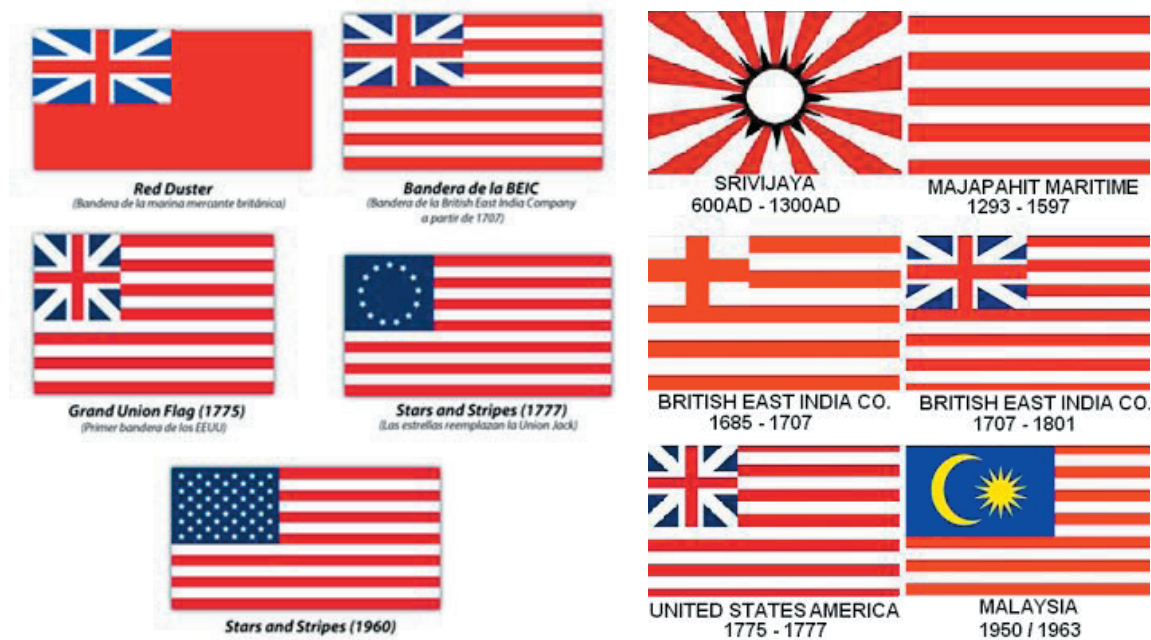 Red Duster
(Bandera de la marina mercante británica)
Bandera de la BEIC
(Bandera de la British East India Company
a partir de 1707)
Grand Union Flag (1775)
(Primer bandera de los EEUU)
Stars and Stripes (1777)
(Las estrellas reemplazan la Union Jack)
Stars and Stripes (1960)
SRIVIJAYA
600AD - 1300AD
MAJAPAHIT MARITIME
1293 - 1597
BRITISH EAST INDIA CO.
1685 - 1707
BRITISH EAST INDIA CO.
1707 - 1801
UNITED STATES AMERICA
1775 - 1777
MALAYSIA
1950 / 1963